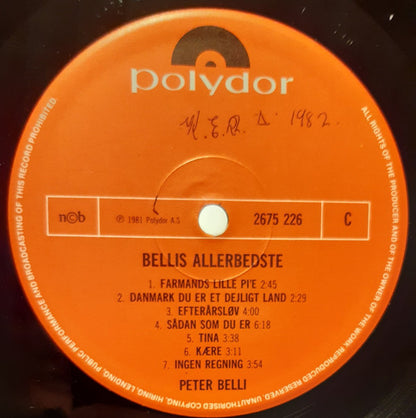 polydor
1982.
n©b
℗ 1981 Polydor A.S
2675 226
C
BELLIS ALLERBEDSTE
1. FARMANDS LILLE PI'E 2:45
2. DANMARK DU ER ET DEJLIGT LAND 2:29
3. EFTERÅRSLØV 4:00
4. SÅDAN SOM DU ER 6:18
5. TINA 3:38
6. KÆRE 3:11
7. INGEN REGNING 3:54
PETER BELLI
ALL RIGHTS OF THE PRODUCER AND OF THE OWNER OF THE WORK REPRODUCED RESERVED UNAUTHORISED COPYING, HIRING, LENDING, PUBLIC PERFORMANCE AND BROADCASTING OF THIS RECORD PROHIBITED.